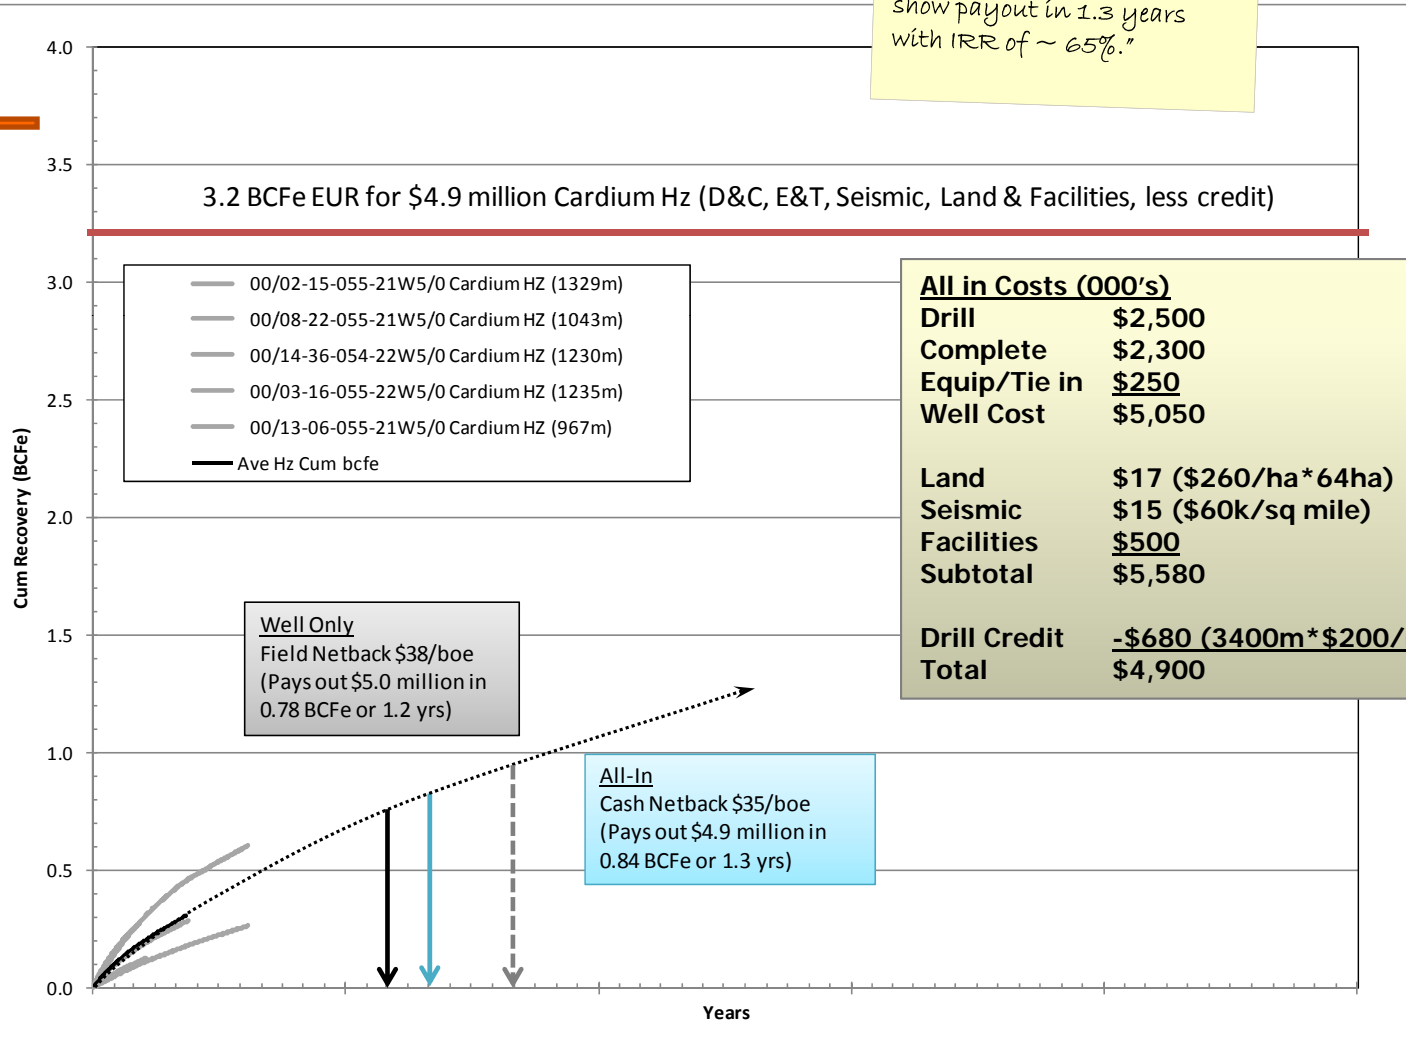 show payout in 1.3 years
with IRR of ~ 65%."
4.0
3.5
3.2 BCFe EUR for $4.9 million Cardium Hz (D&C, E&T, Seismic, Land & Facilities, less credit)
3.0
2.5
2.0
1.5
1.0
0.5
0.0
Cum Recovery (BCFe)
00/02-15-055-21W5/0 Cardium HZ (1329m)
00/08-22-055-21W5/0 Cardium HZ (1043m)
00/14-36-054-22W5/0 Cardium HZ (1230m)
00/03-16-055-22W5/0 Cardium HZ (1235m)
00/13-06-055-21W5/0 Cardium HZ (967m)
Ave Hz Cum bcfe
All in Costs (000's)
Drill $2,500
Complete $2,300
Equip/Tie in $250
Well Cost $5,050
Land $17 ($260/ha*64ha)
Seismic $15 ($60k/sq mile)
Facilities $500
Subtotal $5,580
Drill Credit -$680 (3400m*$200/
Total $4,900
Well Only
Field Netback $38/boe
(Pays out $5.0 million in
0.78 BCFe or 1.2 yrs)
All-In
Cash Netback $35/boe
(Pays out $4.9 million in
0.84 BCFe or 1.3 yrs)
Years